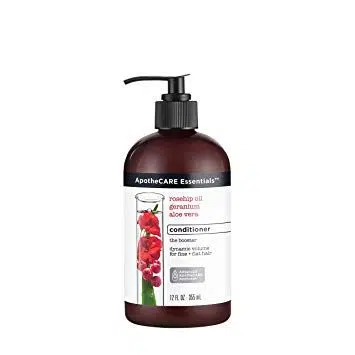 ApotheCARE Essentials™
rosehip oil
geranium
aloe vera
conditioner
the booster
dynamic volume
for fine + flat hair
12 FL OZ · 355 mL